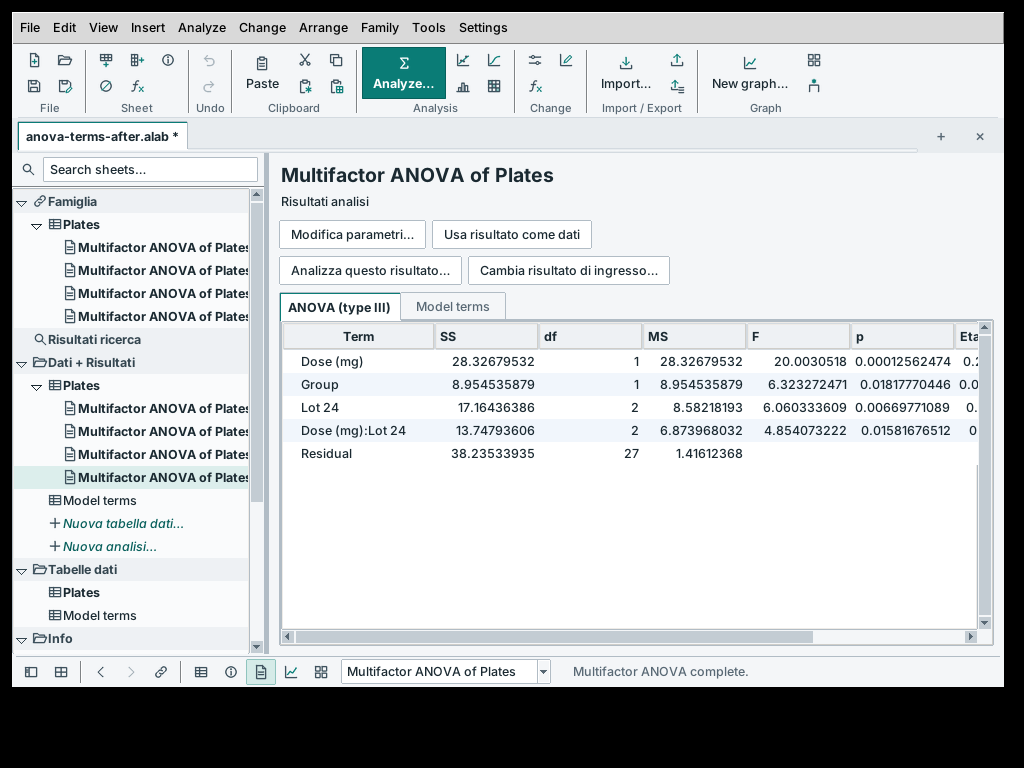 File Edit View Insert Analyze Change Arrange Family Tools Settings
Paste Analyze... Import... New graph...
File Sheet Undo Clipboard Analysis Change Import / Export Graph
anova-terms-after.alab *
Search sheets...
Famiglia
Plates
Multifactor ANOVA of Plates
Multifactor ANOVA of Plates
Multifactor ANOVA of Plates
Multifactor ANOVA of Plates
Risultati ricerca
Dati + Risultati
Plates
Multifactor ANOVA of Plates
Multifactor ANOVA of Plates
Multifactor ANOVA of Plates
Multifactor ANOVA of Plates
Model terms
Nuova tabella dati...
Nuova analisi...
Tabelle dati
Plates
Model terms
Info
Multifactor ANOVA of Plates
Risultati analisi
Modifica parametri... Usa risultato come dati
Analizza questo risultato... Cambia risultato di ingresso...
ANOVA (type III) Model terms
Term SS df MS F p Eta
Dose (mg) 28.32679532 1 28.32679532 20.0030518 0.00012562474
Group 8.954535879 1 8.954535879 6.323272471 0.01817770446
Lot 24 17.16436386 2 8.58218193 6.060333609 0.00669771089
Dose (mg):Lot 24 13.74793606 2 6.873968032 4.854073222 0.01581676512
Residual 38.23533935 27 1.41612368
Multifactor ANOVA of Plates Multifactor ANOVA complete.